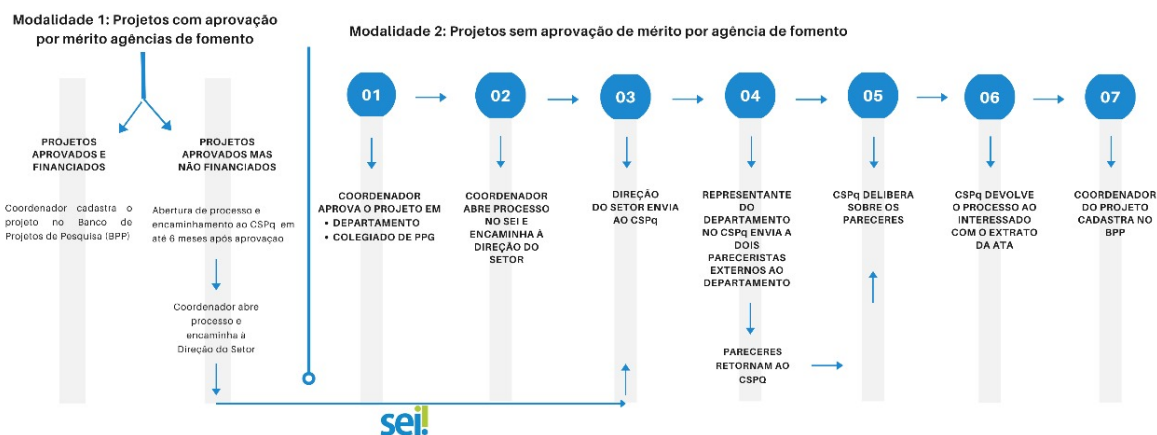 Modalidade 1: Projetos com aprovação
por mérito agências de fomento
PROJETOS
APROVADOS E
FINANCIADOS
Coordenador cadastra o
projeto no Banco de
Projetos de Pesquisa (BPP)
PROJETOS
APROVADOS MAS
NÃO FINANCIADOS
Abertura de processo e
encaminhamento ao CSPq em
até 6 meses após aprovação
Coordenador abre
processo e
encaminha à
Direção do Setor
Modalidade 2: Projetos sem aprovação de mérito por agência de fomento
01
COORDENADOR
APROVA O PROJETO EM
• DEPARTAMENTO
• COLEGIADO DE PPG
02
COORDENADOR
ABRE PROCESSO
NO SEI E
ENCAMINHA À
DIREÇÃO DO
SETOR
03
DIREÇÃO
DO SETOR ENVIA
AO CSPq
04
REPRESENTANTE
DO
DEPARTAMENTO
NO CSPq ENVIA A
DOIS
PARECERISTAS
EXTERNOS AO
DEPARTAMENTO
PARECERES
RETORNAM AO
CSPQ
05
CSPq DELIBERA
SOBRE OS
PARECERES
06
CSPq DEVOLVE
O PROCESSO AO
INTERESSADO
COM O EXTRATO
DA ATA
07
COORDENADOR
DO PROJETO
CADASTRA NO
BPP
sei!